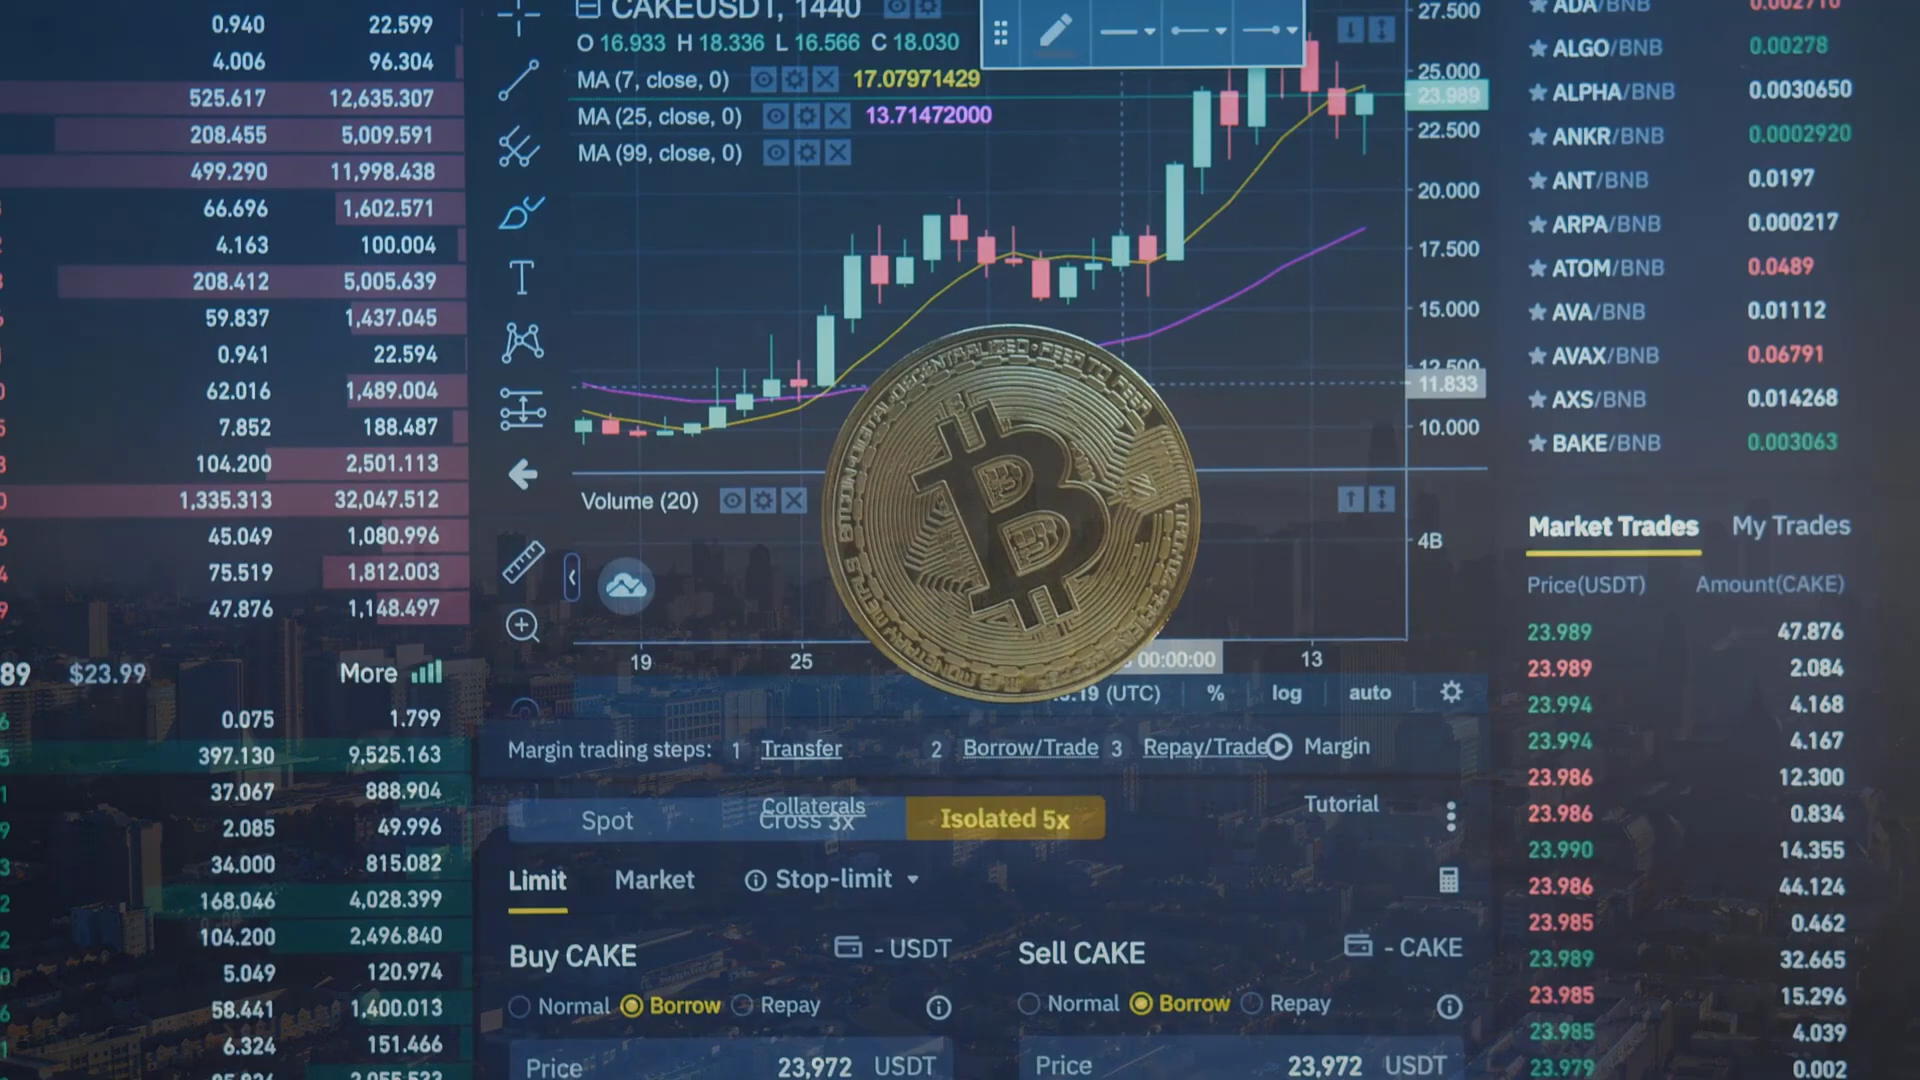 0.940 22.599
4.006 96.304
525.617 12,635.307
208.455 5,009.591
499.290 11,998.438
66.696 1,602.571
4.163 100.004
208.412 5,005.639
59.837 1,437.045
0.941 22.594
62.016 1,489.004
7.852 188.487
104.200 2,501.113
1,335.313 32,047.512
45.049 1,080.996
75.519 1,812.003
47.876 1,148.497
89 $23.99 More
0.075 1.799
397.130 9,525.163
37.067 888.904
2.085 49.996
34.000 815.082
168.046 4,028.399
104.200 2,496.840
5.049 120.974
58.441 1,400.013
6.324 151.466
CAKEUSDT, 1440
O 16.933 H 18.336 L 16.566 C 18.030
MA (7, close, 0) 17.07971429
MA (25, close, 0) 13.71472000
MA (99, close, 0)
27.500
25.000
23.989
22.500
20.000
17.500
15.000
12.500
11.833
10.000
Volume (20)
4B
19 25 00:00:00 13
19 (UTC) % log auto
BITCOIN·DIGITAL·DECENTRALIZED·PEER TO PEER
Margin trading steps: 1 Transfer 2 Borrow/Trade 3 Repay/Trade Margin
Collaterals
Spot Cross 3x Isolated 5x Tutorial
Limit Market Stop-limit
Buy CAKE - USDT Sell CAKE - CAKE
Normal Borrow Repay Normal Borrow Repay
Price 23,972 USDT Price 23,972 USDT
ADA/BNB 0.002710
ALGO/BNB 0.00278
ALPHA/BNB 0.0030650
ANKR/BNB 0.0002920
ANT/BNB 0.0197
ARPA/BNB 0.000217
ATOM/BNB 0.0489
AVA/BNB 0.01112
AVAX/BNB 0.06791
AXS/BNB 0.014268
BAKE/BNB 0.003063
Market Trades My Trades
Price(USDT) Amount(CAKE)
23.989 47.876
23.989 2.084
23.994 4.168
23.994 4.167
23.986 12.300
23.986 0.834
23.990 14.355
23.986 44.124
23.985 0.462
23.989 32.665
23.985 15.296
23.985 4.039
23.979 0.002